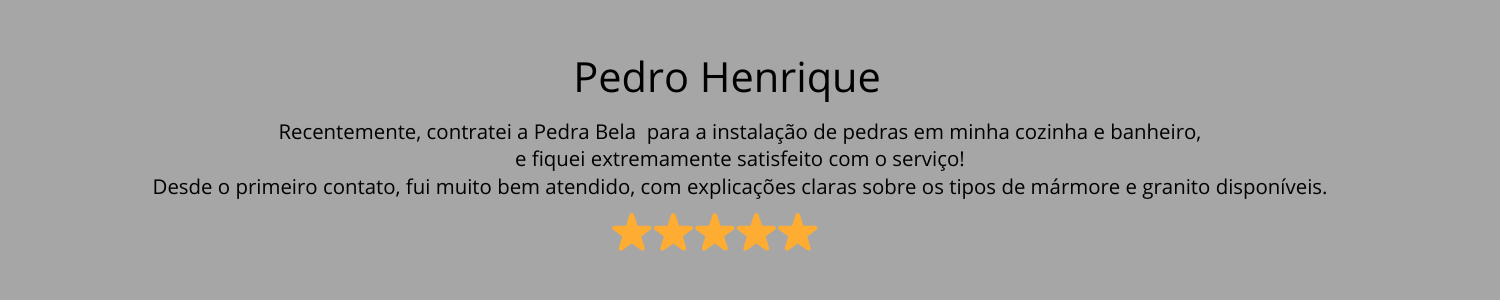 Pedro Henrique
Recentemente, contratei a Pedra Bela  para a instalação de pedras em minha cozinha e banheiro,
e fiquei extremamente satisfeito com o serviço!
Desde o primeiro contato, fui muito bem atendido, com explicações claras sobre os tipos de mármore e granito disponíveis.